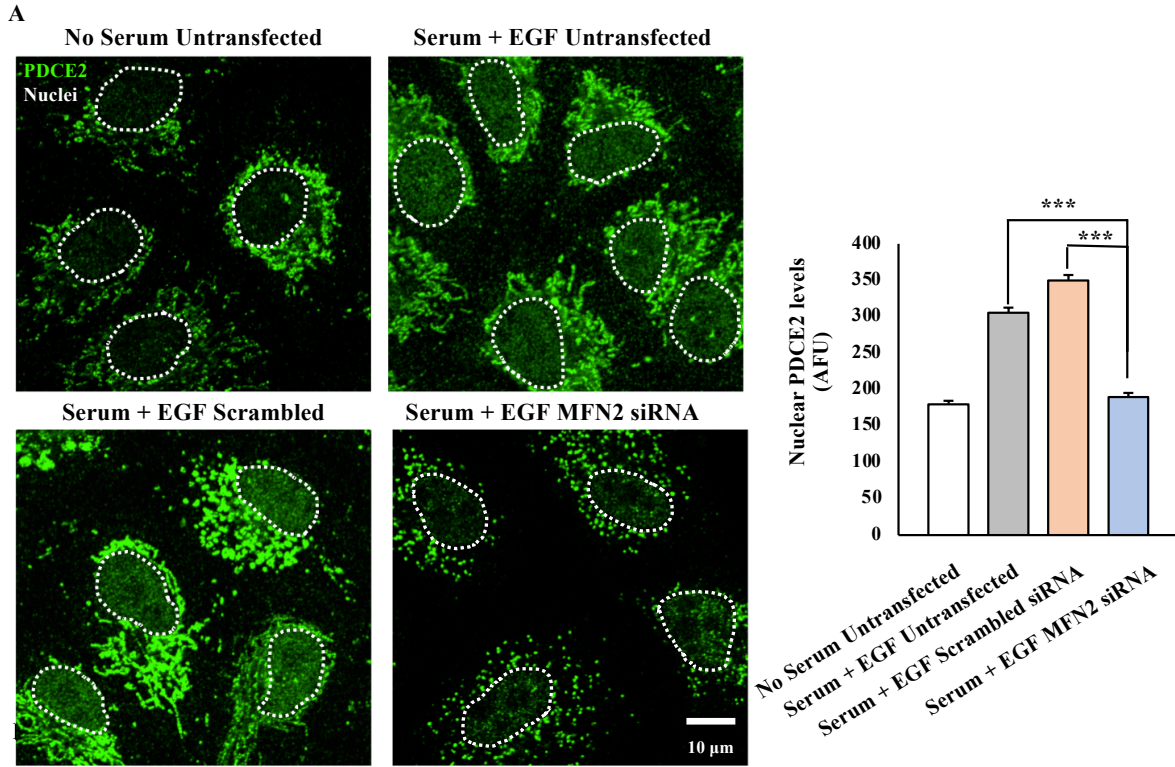 A
No Serum Untransfected
Serum + EGF Untransfected
PDCE2
Nuclei
Serum + EGF Scrambled
Serum + EGF MFN2 siRNA
10 µm
***
***
Nuclear PDCE2 levels
(AFU)
400
350
300
250
200
150
100
50
0
No Serum Untransfected
Serum + EGF Untransfected
Serum + EGF Scrambled siRNA
Serum + EGF MFN2 siRNA